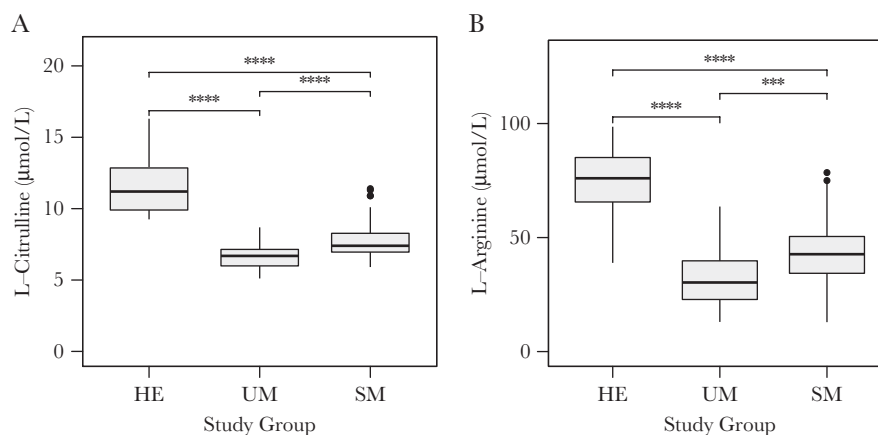 A
20
15
10
5
0
L–Citrulline (µmol/L)
****
****
****
HE UM SM
Study Group
B
100
50
0
L–Arginine (µmol/L)
****
***
****
HE UM SM
Study Group